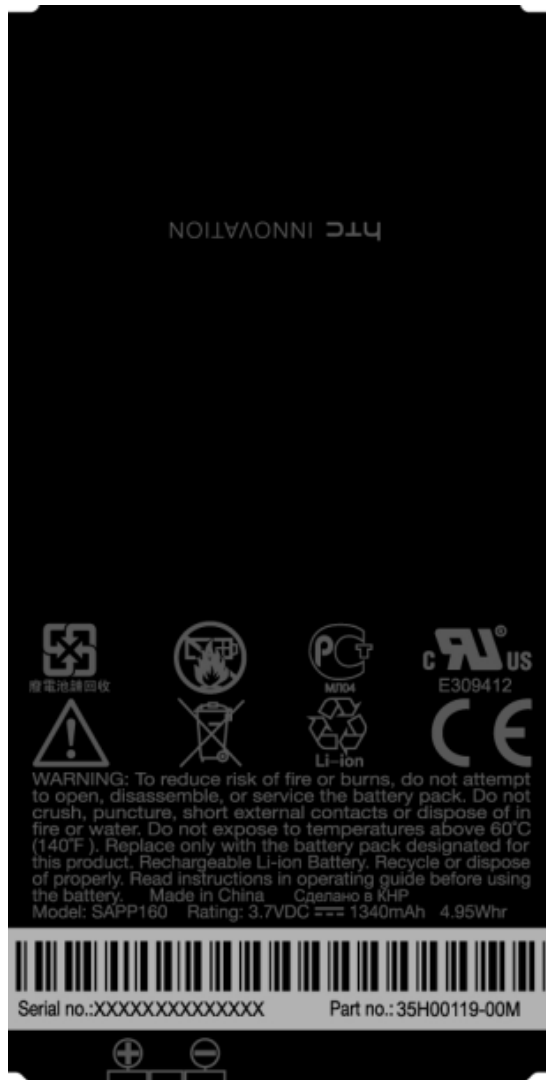 hTC INNOVATION
廢電池請回收
РСТ
МЛ04
c RU® US
E309412
Li-ion
CE
WARNING: To reduce risk of fire or burns, do not attempt
to open, disassemble, or service the battery pack. Do not
crush, puncture, short external contacts or dispose of in
fire or water. Do not expose to temperatures above 60°C
(140°F ). Replace only with the battery pack designated for
this product. Rechargeable Li-ion Battery. Recycle or dispose
of properly. Read instructions in operating guide before using
the battery. Made in China Сделано в КНР
Model: SAPP160 Rating: 3.7VDC ⎓ 1340mAh 4.95Whr
Serial no.:XXXXXXXXXXXXXX Part no.: 35H00119-00M
+ −